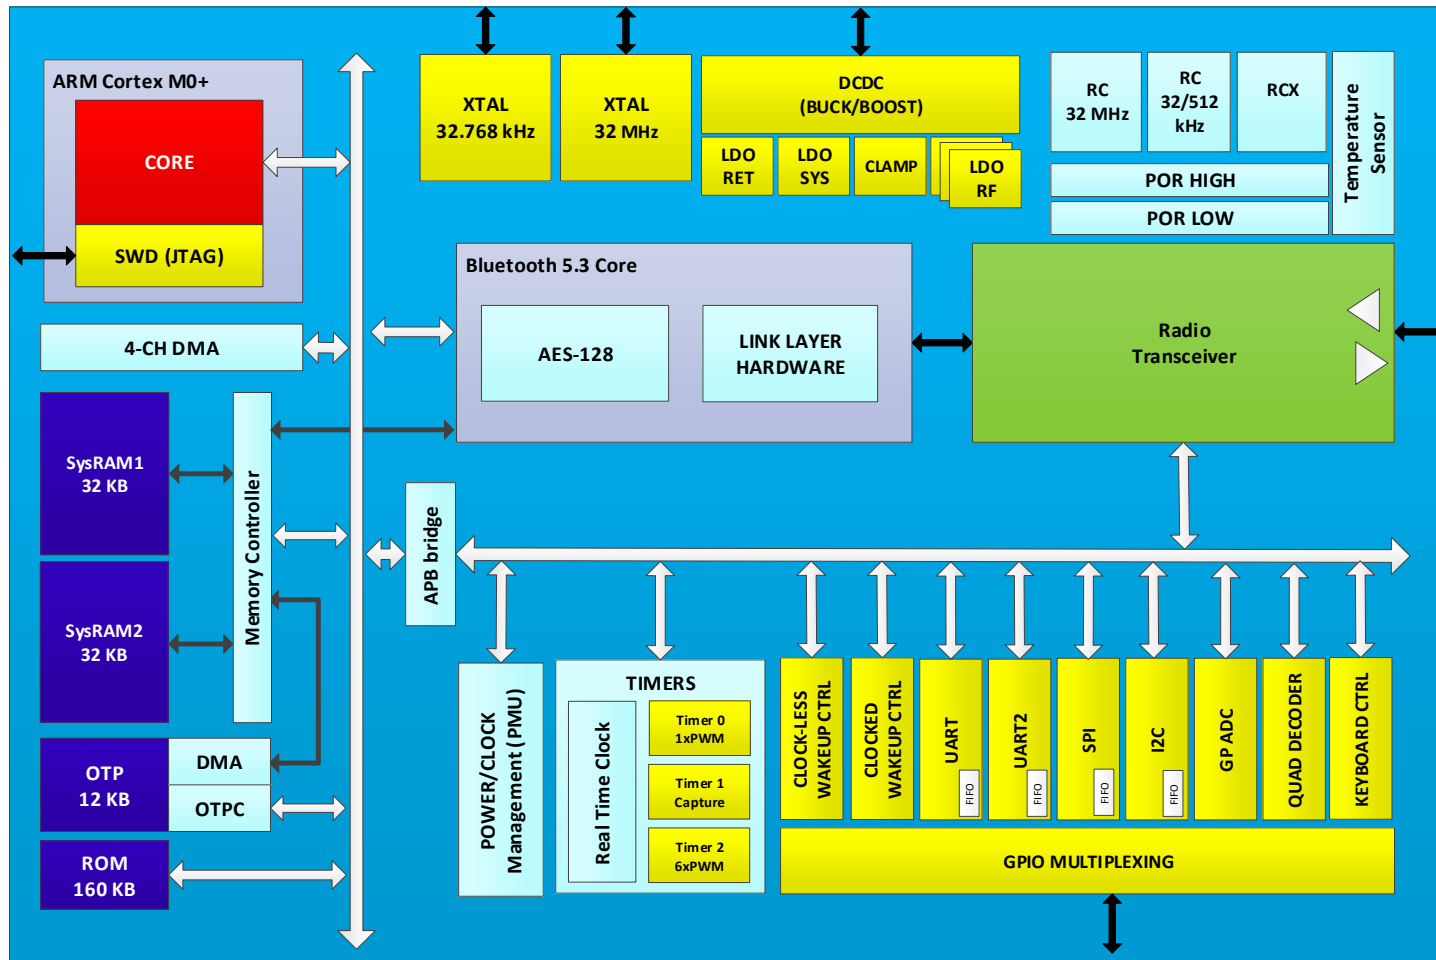 ARM Cortex M0+
CORE
SWD (JTAG)
4-CH DMA
SysRAM1
32 KB
SysRAM2
32 KB
Memory Controller
OTP
12 KB
DMA
OTPC
ROM
160 KB
XTAL
32.768 kHz
XTAL
32 MHz
DCDC
(BUCK/BOOST)
LDO
RET
LDO
SYS
CLAMP
LDO
RF
RC
32 MHz
RC
32/512
kHz
RCX
POR HIGH
POR LOW
Temperature
Sensor
Bluetooth 5.3 Core
AES-128
LINK LAYER
HARDWARE
Radio
Transceiver
APB bridge
POWER/CLOCK
Management (PMU)
TIMERS
Real Time Clock
Timer 0
1xPWM
Timer 1
Capture
Timer 2
6xPWM
CLOCK-LESS
WAKEUP CTRL
CLOCKED
WAKEUP CTRL
UART
FIFO
UART2
FIFO
SPI
FIFO
I2C
FIFO
GP ADC
QUAD DECODER
KEYBOARD CTRL
GPIO MULTIPLEXING